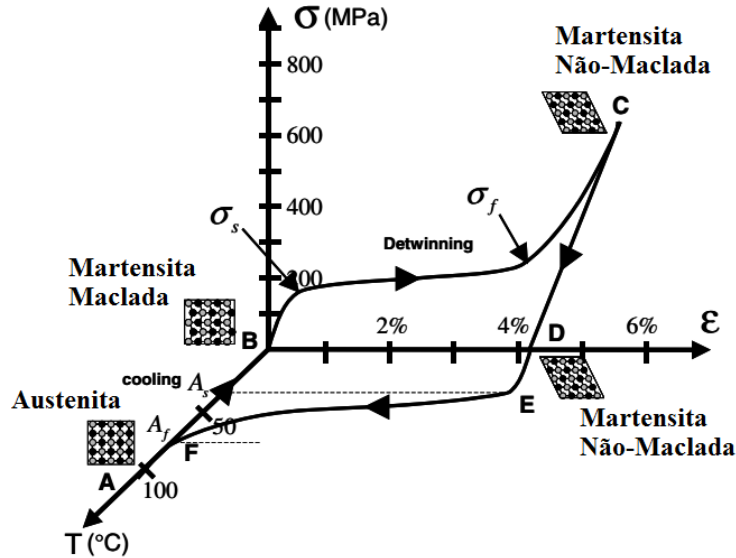 σ (MPa)
Martensita
Não-Maclada
C
800
600
400
200
σs
σf
Detwinning
Martensita
Maclada
B
2%
4%
D
6%
ε
cooling As
50
E
Austenita
Af
F
Martensita
Não-Maclada
A
100
T (°C)